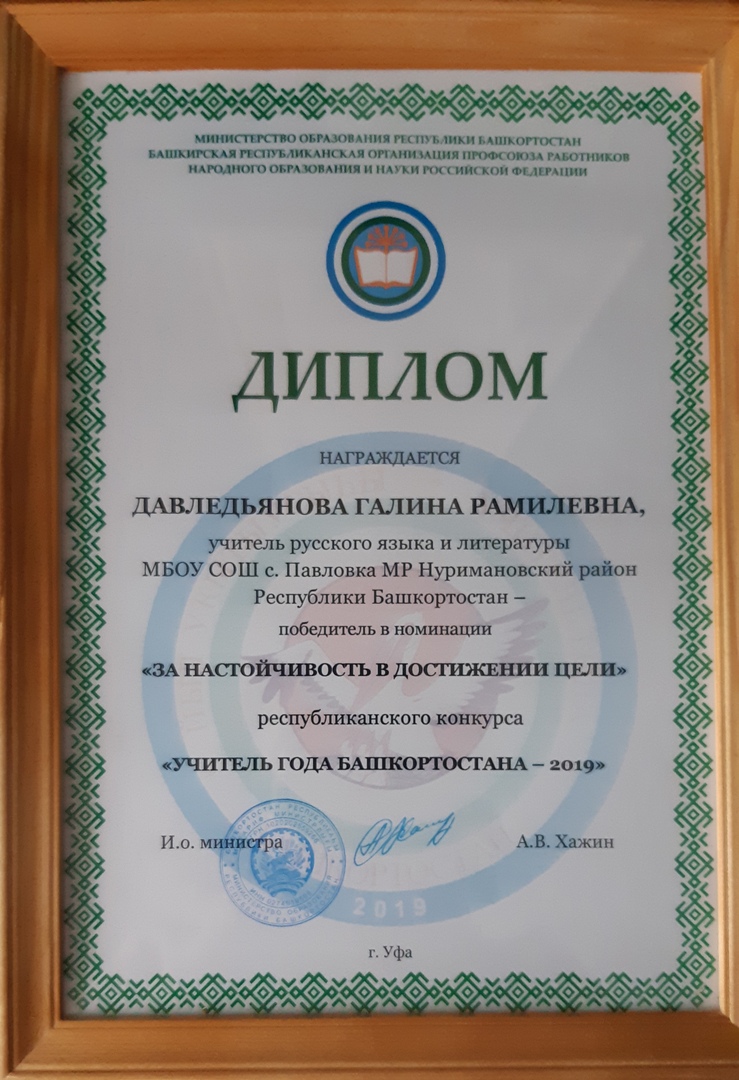 МИНИСТЕРСТВО ОБРАЗОВАНИЯ РЕСПУБЛИКИ БАШКОРТОСТАН
БАШКИРСКАЯ РЕСПУБЛИКАНСКАЯ ОРГАНИЗАЦИЯ ПРОФСОЮЗА РАБОТНИКОВ
НАРОДНОГО ОБРАЗОВАНИЯ И НАУКИ РОССИЙСКОЙ ФЕДЕРАЦИИ
ДИПЛОМ
НАГРАЖДАЕТСЯ
ДАВЛЕДЬЯНОВА ГАЛИНА РАМИЛЕВНА,
учитель русского языка и литературы
МБОУ СОШ с. Павловка МР Нуримановский район
Республики Башкортостан –
победитель в номинации
«ЗА НАСТОЙЧИВОСТЬ В ДОСТИЖЕНИИ ЦЕЛИ»
республиканского конкурса
«УЧИТЕЛЬ ГОДА БАШКОРТОСТАНА – 2019»
И.о. министра А.В. Хажин
2019
г. Уфа